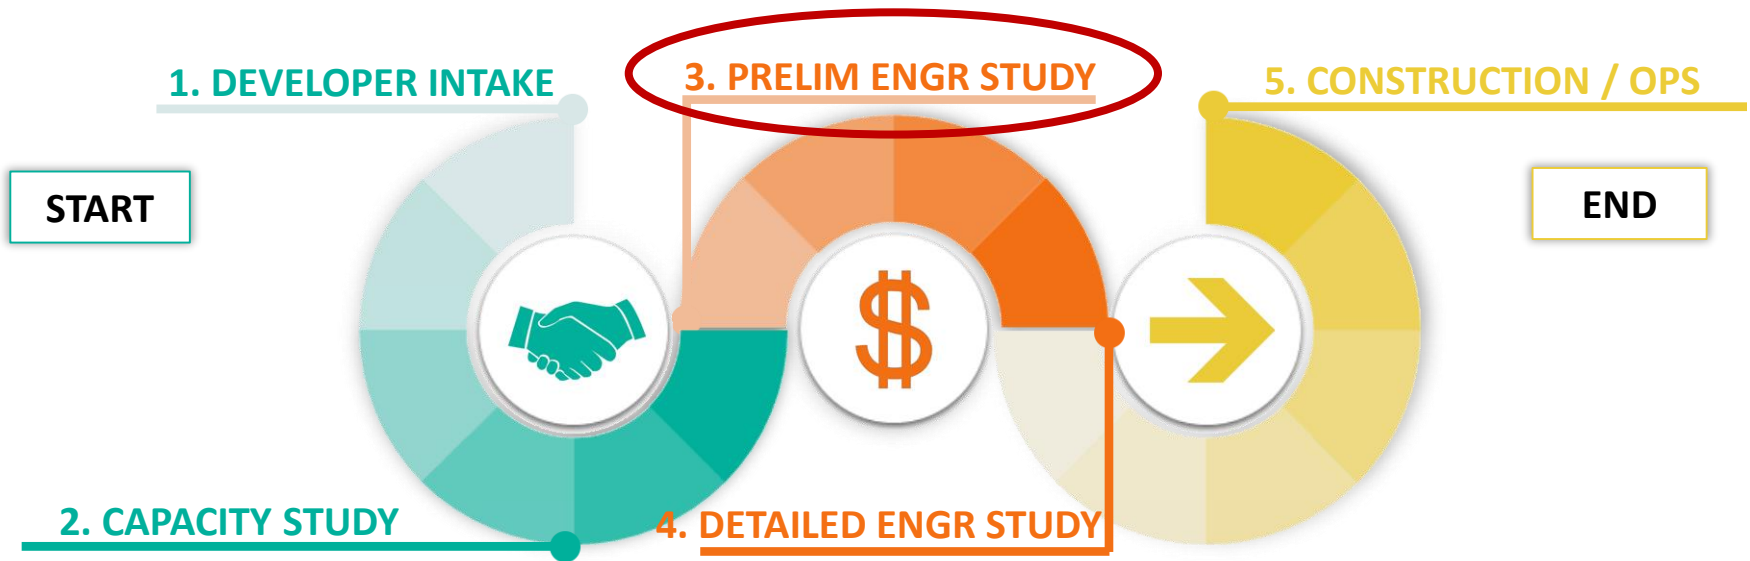 1. DEVELOPER INTAKE
3. PRELIM ENGR STUDY
5. CONSTRUCTION / OPS
START
END
$
2. CAPACITY STUDY
4. DETAILED ENGR STUDY